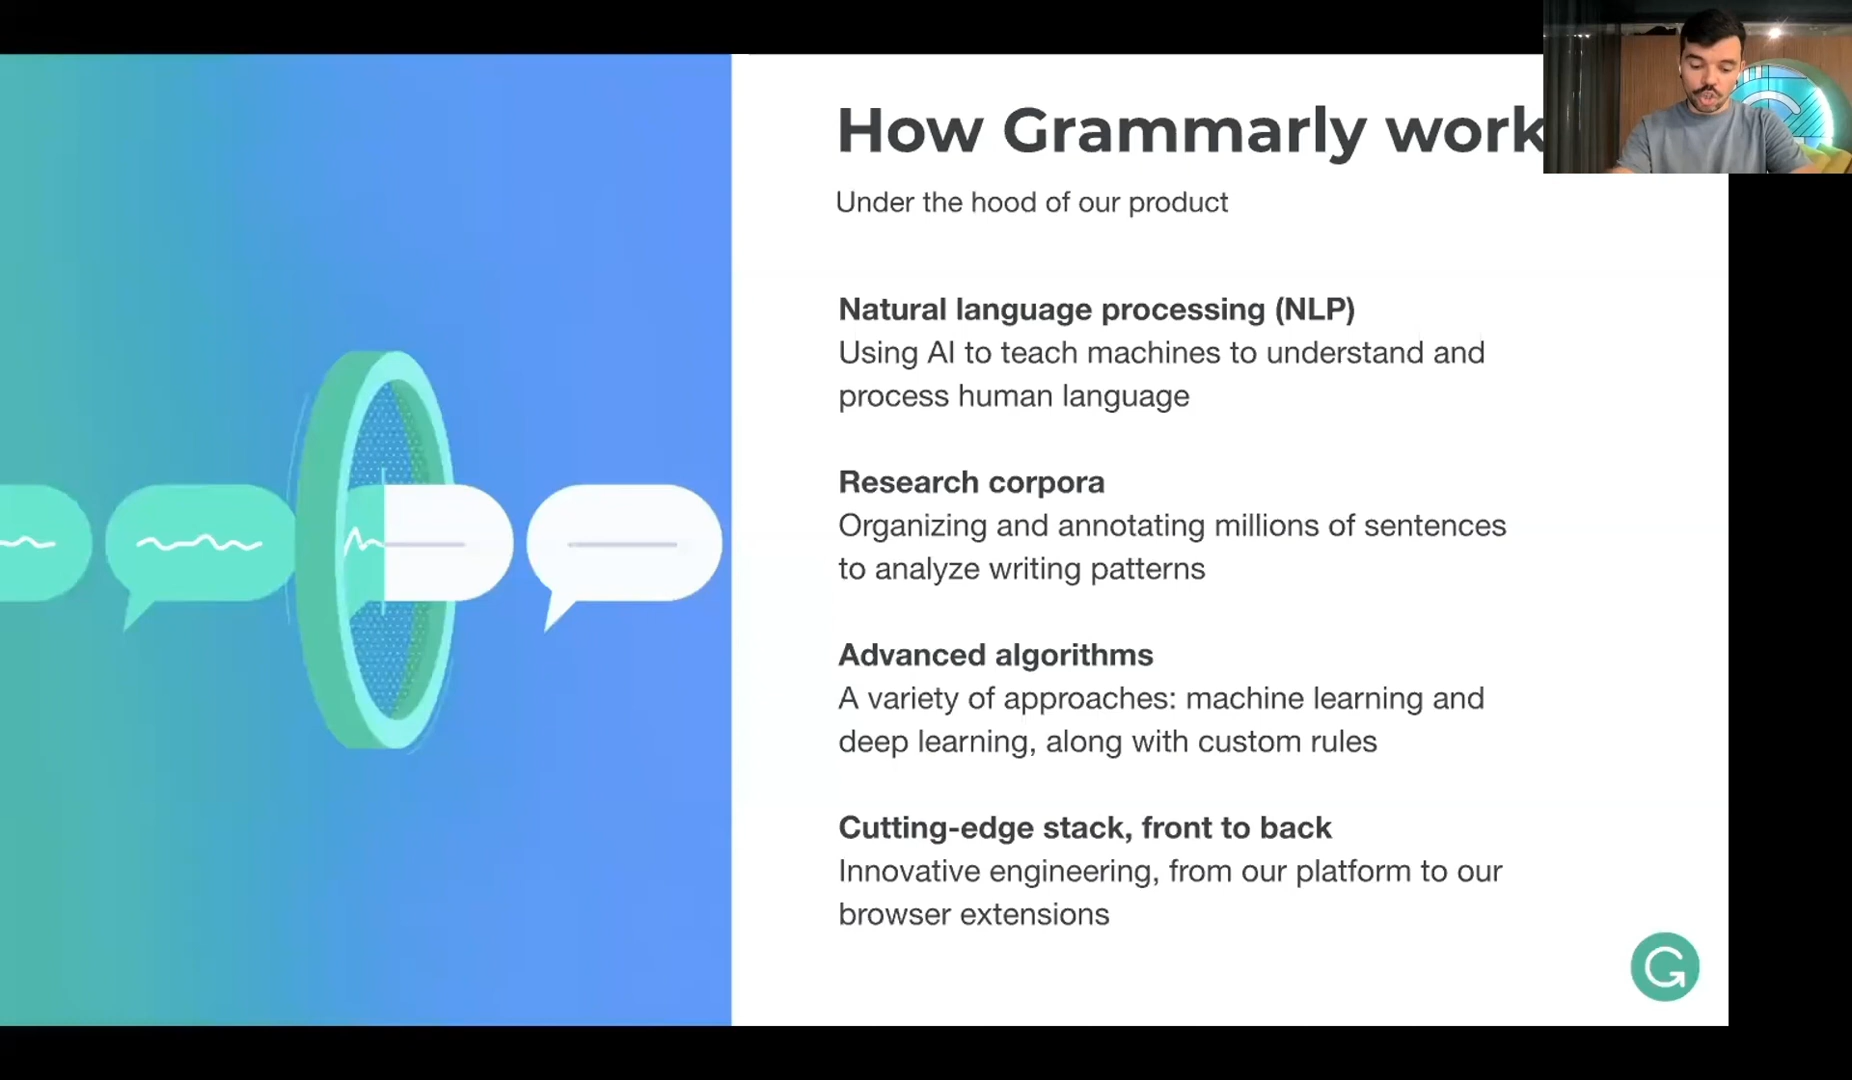 How Grammarly work
Under the hood of our product
Natural language processing (NLP)
Using AI to teach machines to understand and
process human language
Research corpora
Organizing and annotating millions of sentences
to analyze writing patterns
Advanced algorithms
A variety of approaches: machine learning and
deep learning, along with custom rules
Cutting-edge stack, front to back
Innovative engineering, from our platform to our
browser extensions
G